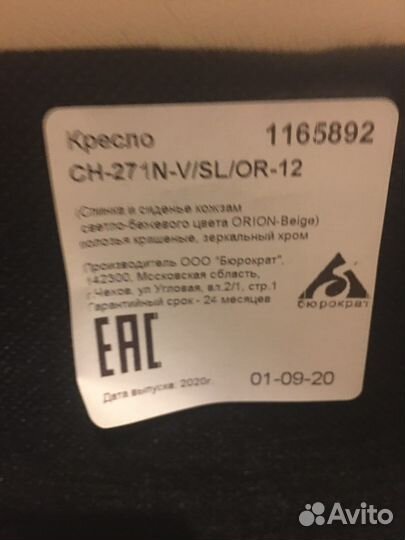 Кресло 1165892
CH-271N-V/SL/OR-12
(Спинка и сиденье кожзам
светло-бежевого цвета ORION-Beige)
полозья крашеные, зеркальный хром
Производитель ООО "Бюрократ",
142300, Московская область,
г.Чехов, ул Угловая, вл.2/1, стр.1
Гарантийный срок - 24 месяцев
бюрократ
EAC
Дата выпуска: 2020г.
01-09-20
Avito